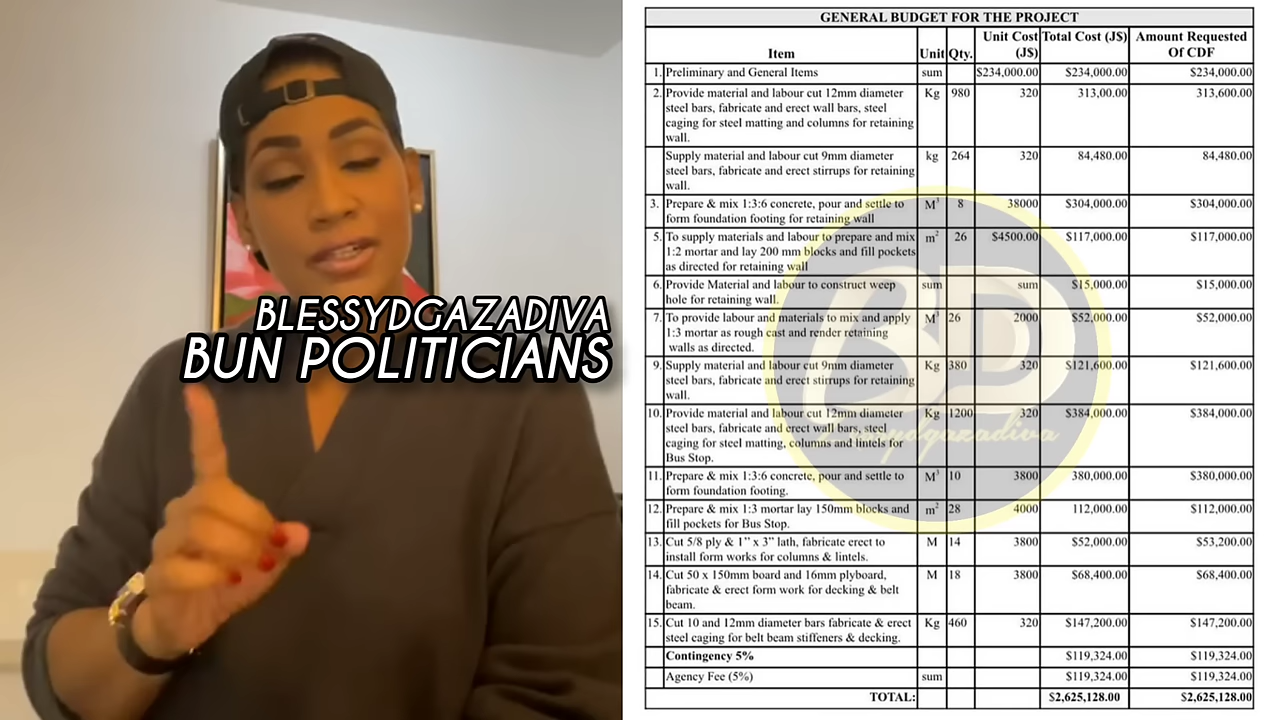 BLESSYDGAZADIVA
BUN POLITICIANS
GENERAL BUDGET FOR THE PROJECT
Item Unit Qty. Unit Cost (J$) Total Cost (J$) Amount Requested Of CDF
1. Preliminary and General Items sum $234,000.00 $234,000.00 $234,000.00
2. Provide material and labour cut 12mm diameter Kg 980 320 313,00.00 313,600.00
steel bars, fabricate and erect wall bars, steel
caging for steel matting and columns for retaining
wall.
Supply material and labour cut 9mm diameter kg 264 320 84,480.00 84,480.00
steel bars, fabricate and erect stirrups for retaining
wall.
3. Prepare & mix 1:3:6 concrete, pour and settle to M³ 8 38000 $304,000.00 $304,000.00
form foundation footing for retaining wall
5. To supply materials and labour to prepare and mix m² 26 $4500.00 $117,000.00 $117,000.00
1:2 mortar and lay 200 mm blocks and fill pockets
as directed for retaining wall
6. Provide Material and labour to construct weep sum sum $15,000.00 $15,000.00
hole for retaining wall.
7. To provide labour and materials to mix and apply M³ 26 2000 $52,000.00 $52,000.00
1:3 mortar as rough cast and render retaining
walls as directed.
9. Supply material and labour cut 9mm diameter Kg 380 320 $121,600.00 $121,600.00
steel bars, fabricate and erect stirrups for retaining
wall.
10. Provide material and labour cut 12mm diameter Kg 1200 320 $384,000.00 $384,000.00
steel bars, fabricate and erect wall bars, steel
caging for steel matting, columns and lintels for
Bus Stop.
11. Prepare & mix 1:3:6 concrete, pour and settle to M³ 10 3800 380,000.00 $380,000.00
form foundation footing.
12. Prepare & mix 1:3 mortar lay 150mm blocks and m² 28 4000 112,000.00 $112,000.00
fill pockets for Bus Stop.
13. Cut 5/8 ply & 1” x 3” lath, fabricate erect to M 14 3800 $52,000.00 $53,200.00
install form works for columns & lintels.
14. Cut 50 x 150mm board and 16mm plyboard, M 18 3800 $68,400.00 $68,400.00
fabricate & erect form work for decking & belt
beam.
15. Cut 10 and 12mm diameter bars fabricate & erect Kg 460 320 $147,200.00 $147,200.00
steel caging for belt beam stiffeners & decking.
Contingency 5% $119,324.00 $119,324.00
Agency Fee (5%) sum $119,324.00 $119,324.00
TOTAL: $2,625,128.00 $2,625,128.00